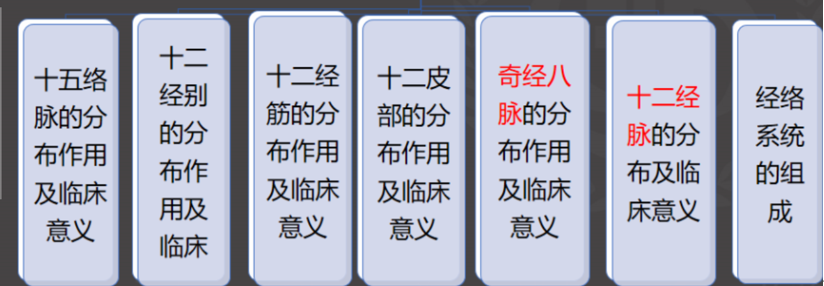 十五络
脉的分
布作用
及临床
意义
十二
经别
的分
布作
用及
临床
十二经
筋的分
布作用
及临床
意义
十二皮
部的分
布作用
及临床
意义
奇经八
脉的分
布作用
及临床
意义
十二经
脉的分
布及临
床意义
经络
系统
的组
成